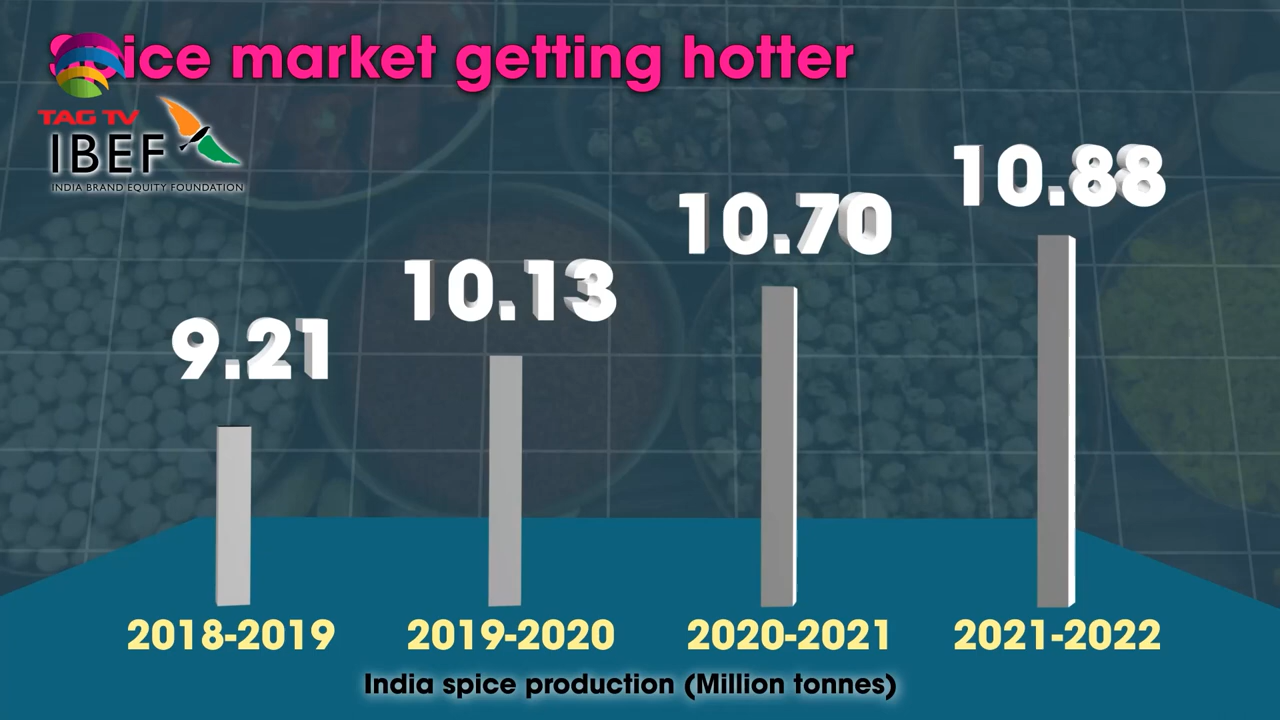 Spice market getting hotter
TAG TV
IBEF
INDIA BRAND EQUITY FOUNDATION
9.21
10.13
10.70
10.88
2018-2019
2019-2020
2020-2021
2021-2022
India spice production (Million tonnes)